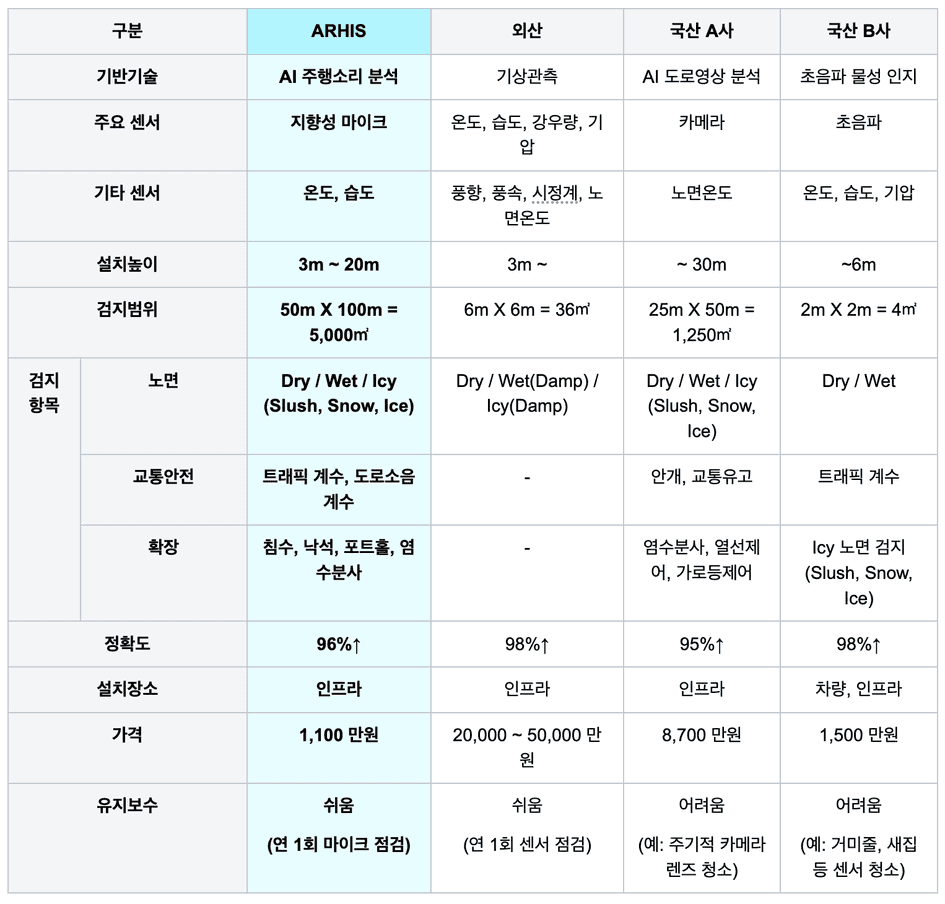 구분 ARHIS 외산 국산 A사 국산 B사
기반기술 AI 주행소리 분석 기상관측 AI 도로영상 분석 초음파 물성 인지
주요 센서 지향성 마이크 온도, 습도, 강우량, 기압 카메라 초음파
기타 센서 온도, 습도 풍향, 풍속, 시정계, 노면온도 노면온도 온도, 습도, 기압
설치높이 3m ~ 20m 3m ~ ~ 30m ~6m
검지범위 50m X 100m = 5,000㎡ 6m X 6m = 36㎡ 25m X 50m = 1,250㎡ 2m X 2m = 4㎡
검지 항목 노면 Dry / Wet / Icy (Slush, Snow, Ice) Dry / Wet(Damp) / Icy(Damp) Dry / Wet / Icy (Slush, Snow, Ice) Dry / Wet
교통안전 트래픽 계수, 도로소음 계수 - 안개, 교통유고 트래픽 계수
확장 침수, 낙석, 포트홀, 염수분사 - 염수분사, 열선제어, 가로등제어 Icy 노면 검지 (Slush, Snow, Ice)
정확도 96%↑ 98%↑ 95%↑ 98%↑
설치장소 인프라 인프라 인프라 차량, 인프라
가격 1,100 만원 20,000 ~ 50,000 만원 8,700 만원 1,500 만원
유지보수 쉬움 (연 1회 마이크 점검) 쉬움 (연 1회 센서 점검) 어려움 (예: 주기적 카메라 렌즈 청소) 어려움 (예: 거미줄, 새집 등 센서 청소)